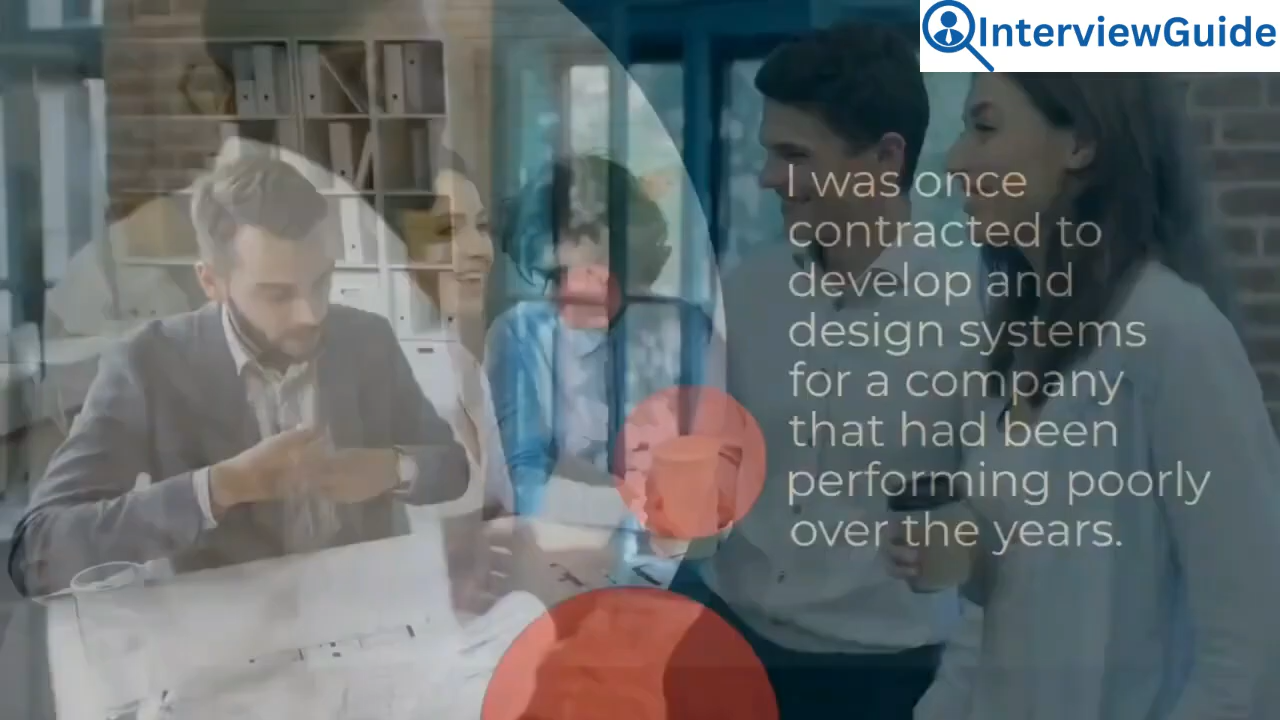 InterviewGuide
I was once
contracted to
develop and
design systems
for a company
that had been
performing poorly
over the years.